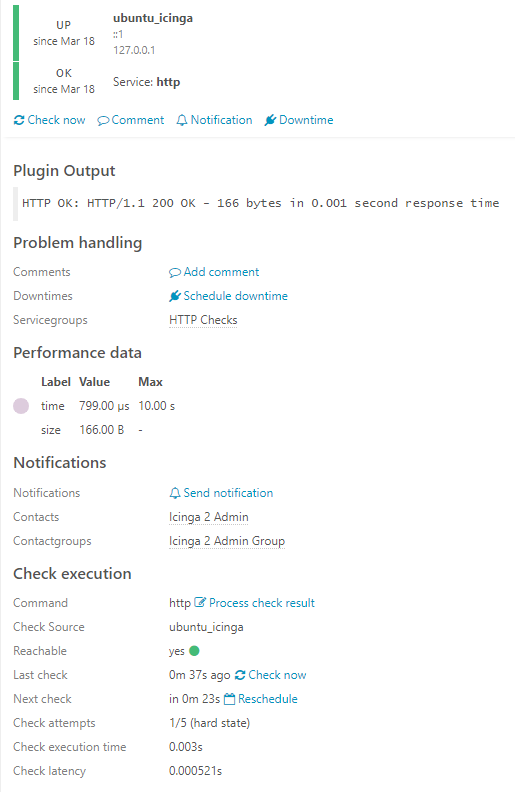 UP
since Mar 18
ubuntu_icinga
::1
127.0.0.1
OK
since Mar 18
Service: http
Check now Comment Notification Downtime
Plugin Output
HTTP OK: HTTP/1.1 200 OK - 166 bytes in 0.001 second response time
Problem handling
Comments Add comment
Downtimes Schedule downtime
Servicegroups HTTP Checks
Performance data
Label Value Max
time 799.00 µs 10.00 s
size 166.00 B -
Notifications
Notifications Send notification
Contacts Icinga 2 Admin
Contactgroups Icinga 2 Admin Group
Check execution
Command http Process check result
Check Source ubuntu_icinga
Reachable yes
Last check 0m 37s ago Check now
Next check in 0m 23s Reschedule
Check attempts 1/5 (hard state)
Check execution time 0.003s
Check latency 0.000521s